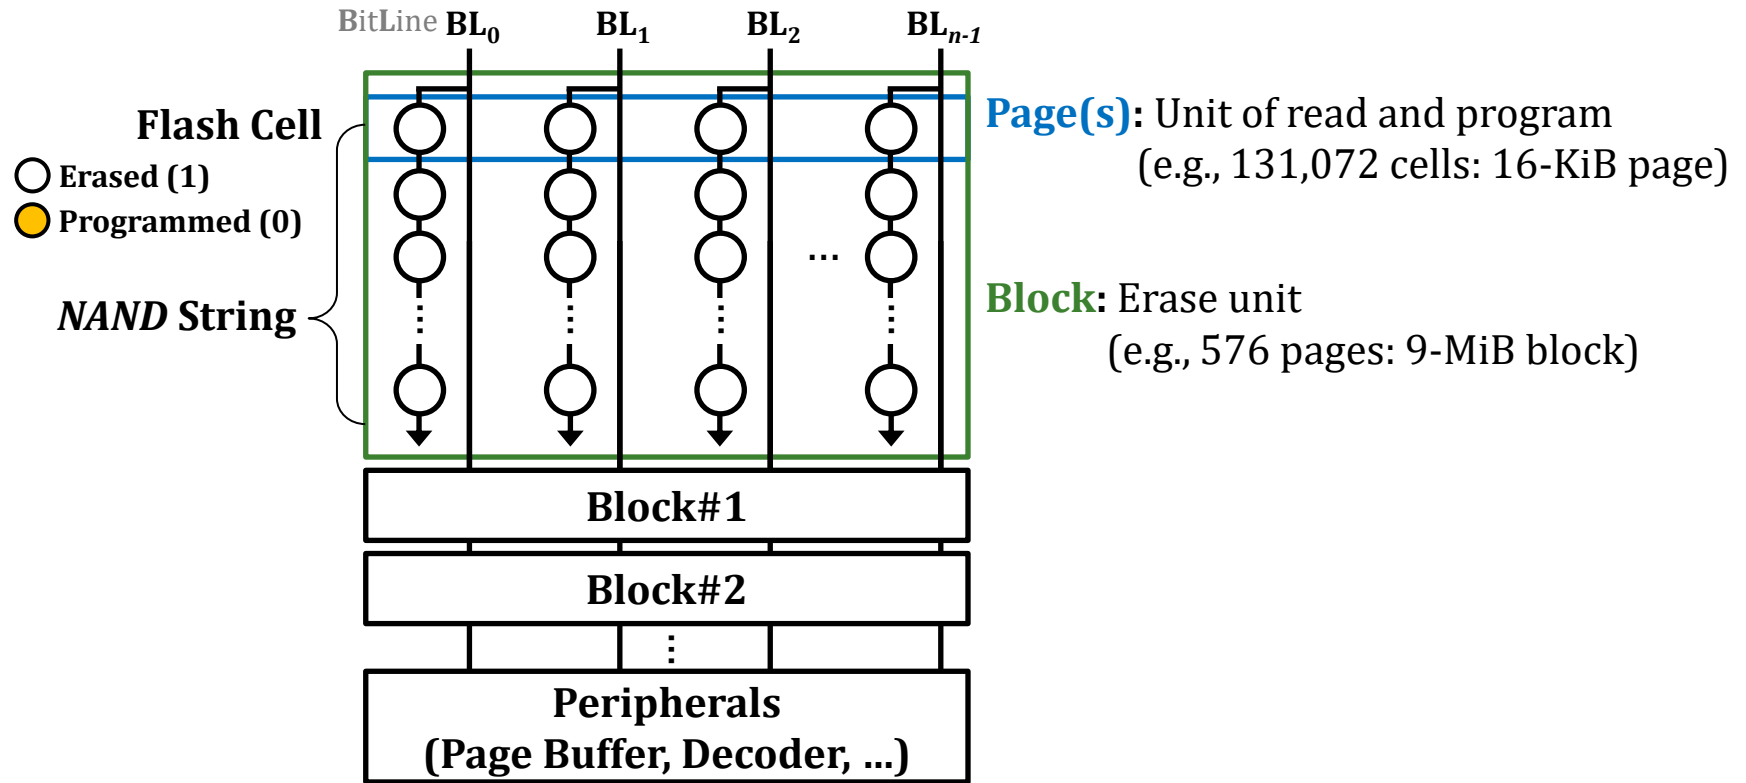 BitLine BL0 BL1 BL2 BLn-1
Flash Cell
Erased (1)
Programmed (0)
NAND String
...
Page(s): Unit of read and program
(e.g., 131,072 cells: 16-KiB page)
Block: Erase unit
(e.g., 576 pages: 9-MiB block)
Block#1
Block#2
Peripherals
(Page Buffer, Decoder, ...)